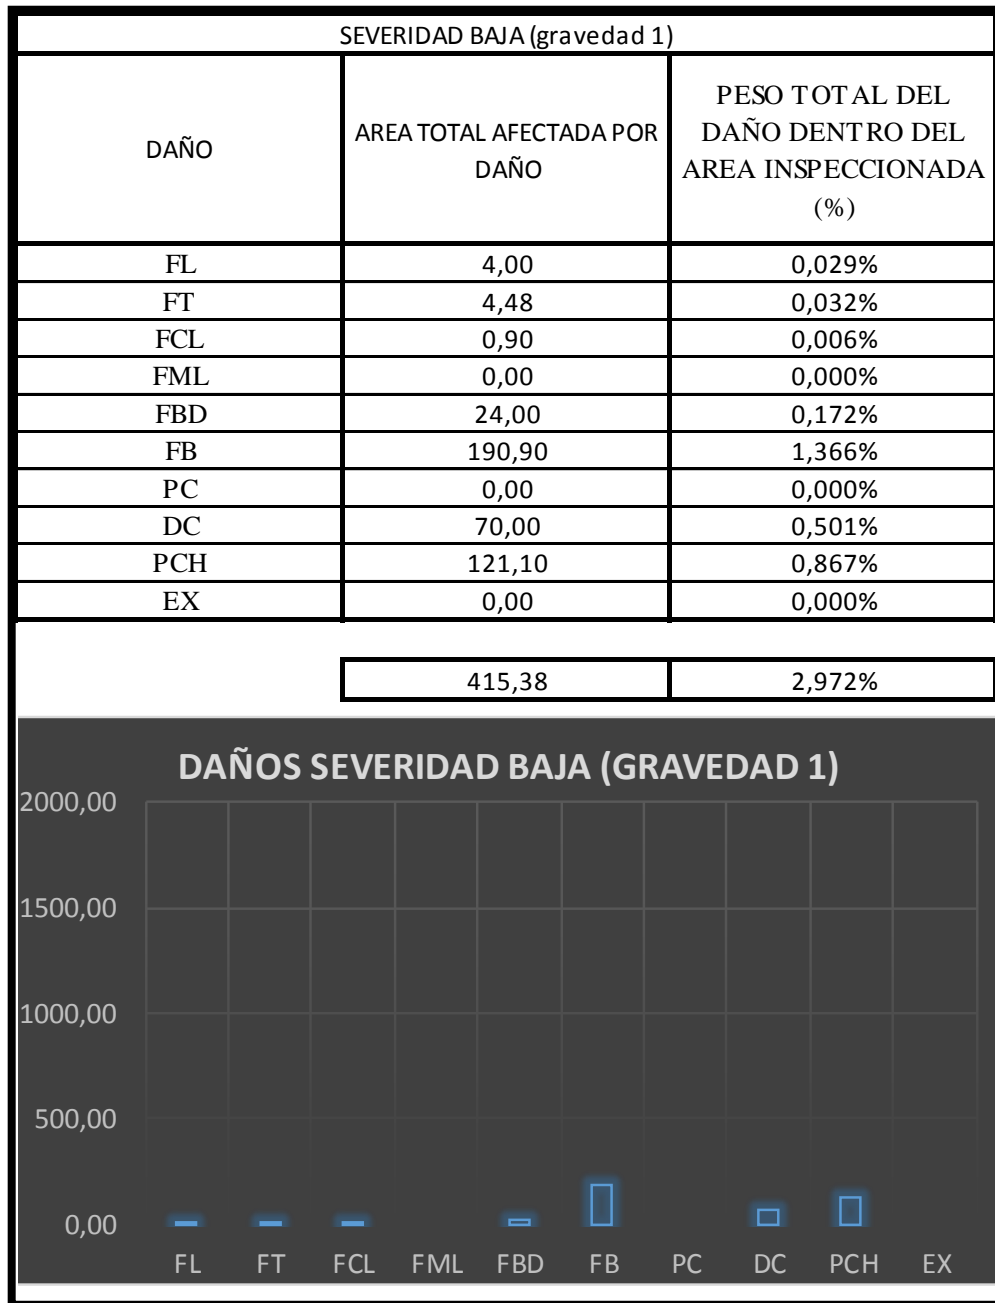 SEVERIDAD BAJA (gravedad 1)
DAÑO
AREA TOTAL AFECTADA POR
DAÑO
PESO TOTAL DEL
DAÑO DENTRO DEL
AREA INSPECCIONADA
(%)
FL 4,00 0,029%
FT 4,48 0,032%
FCL 0,90 0,006%
FML 0,00 0,000%
FBD 24,00 0,172%
FB 190,90 1,366%
PC 0,00 0,000%
DC 70,00 0,501%
PCH 121,10 0,867%
EX 0,00 0,000%
415,38 2,972%
DAÑOS SEVERIDAD BAJA (GRAVEDAD 1)
2000,00
1500,00
1000,00
500,00
0,00
FL FT FCL FML FBD FB PC DC PCH EX